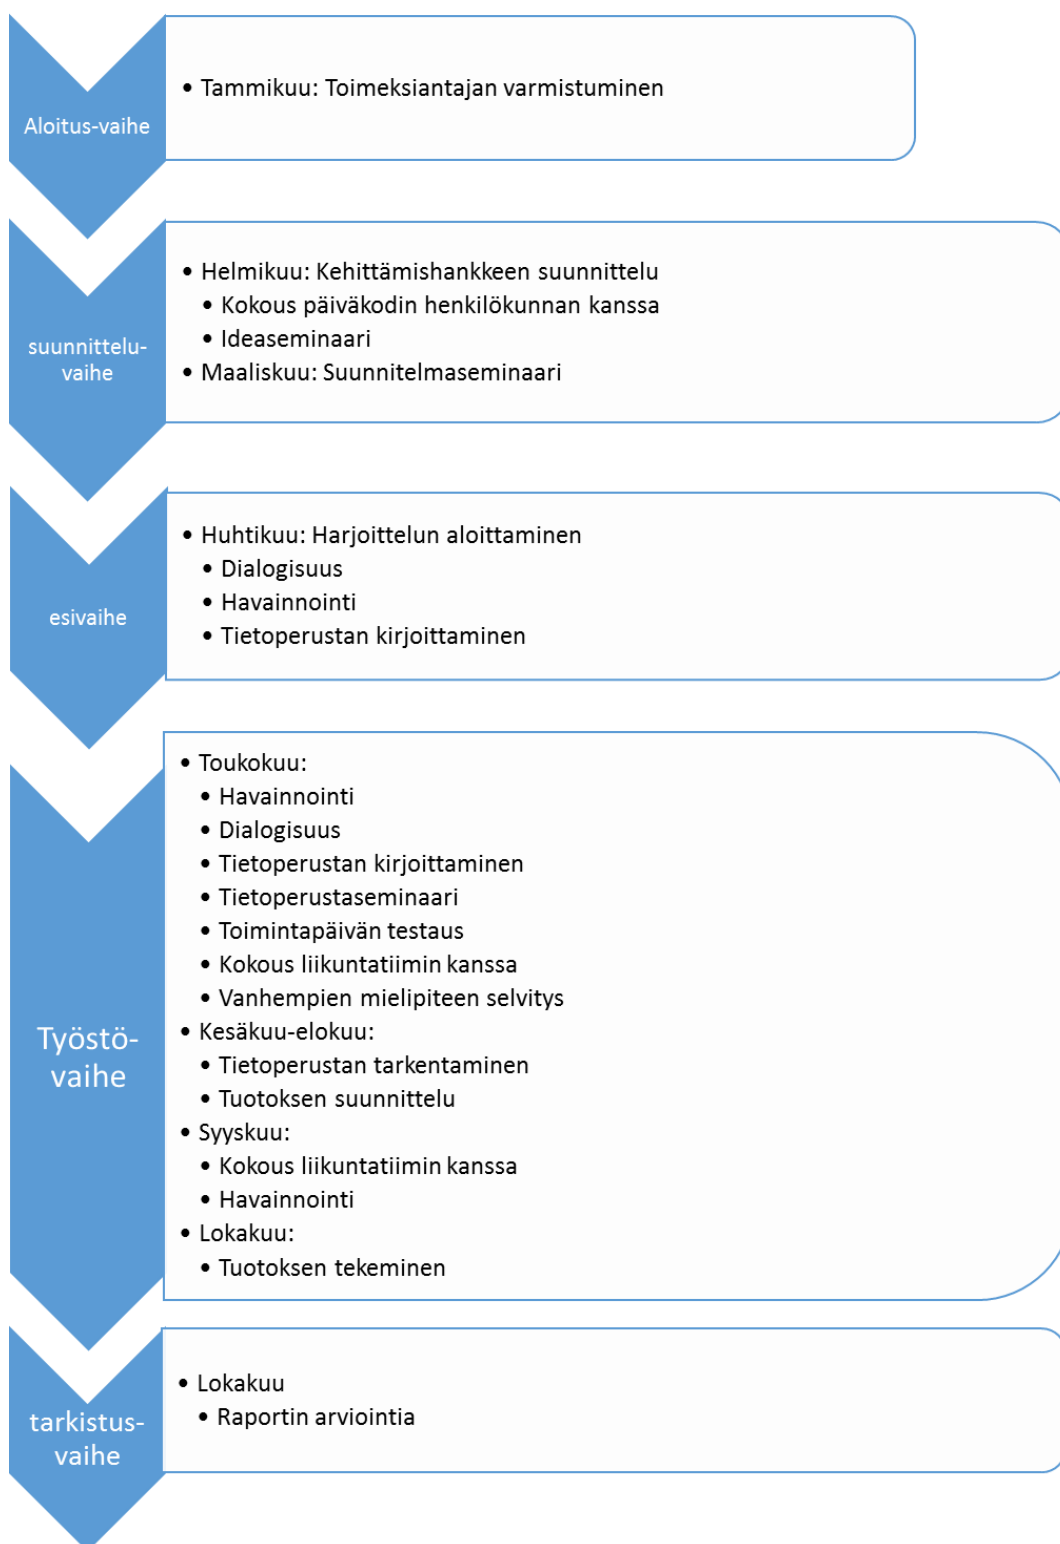 Aloitus-vaihe
• Tammikuu: Toimeksiantajan varmistuminen
suunnittelu-
vaihe
• Helmikuu: Kehittämishankkeen suunnittelu
• Kokous päiväkodin henkilökunnan kanssa
• Ideaseminaari
• Maaliskuu: Suunnitelmaseminaari
esivaihe
• Huhtikuu: Harjoittelun aloittaminen
• Dialogisuus
• Havainnointi
• Tietoperustan kirjoittaminen
Työstö-
vaihe
• Toukokuu:
• Havainnointi
• Dialogisuus
• Tietoperustan kirjoittaminen
• Tietoperustaseminaari
• Toimintapäivän testaus
• Kokous liikuntatiimin kanssa
• Vanhempien mielipiteen selvitys
• Kesäkuu-elokuu:
• Tietoperustan tarkentaminen
• Tuotoksen suunnittelu
• Syyskuu:
• Kokous liikuntatiimin kanssa
• Havainnointi
• Lokakuu:
• Tuotoksen tekeminen
tarkistus-
vaihe
• Lokakuu
• Raportin arviointia